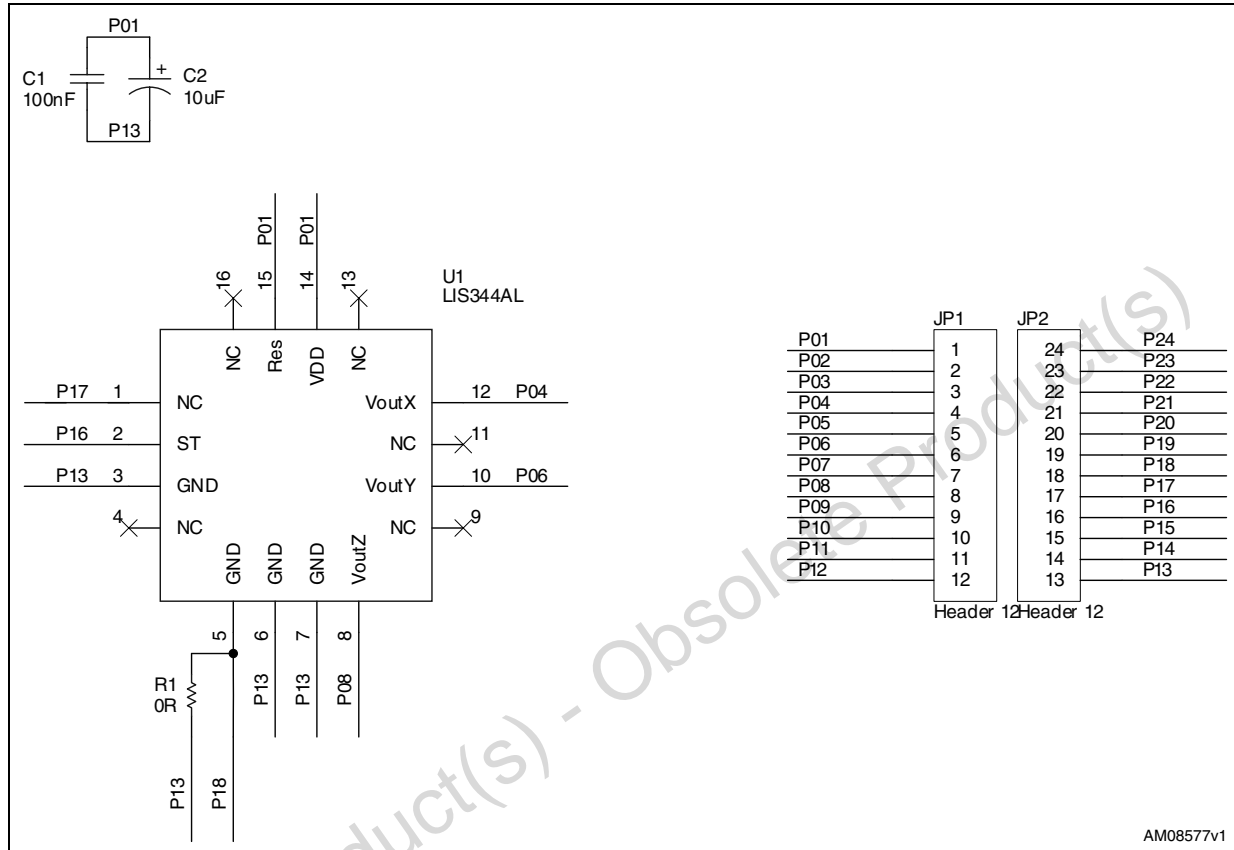 P01
C1
100nF
+
C2
10uF
P13
P01
P01
16
15
14
13
U1
LIS344AL
NC
Res
VDD
NC
P17 1 NC
VoutX 12 P04
P16 2 ST
NC 11
P13 3 GND
VoutY 10 P06
4 NC
NC 9
GND
GND
GND
VoutZ
5
6
7
8
R1
0R
P13
P13
P08
P13
P18
JP1 JP2
P01 1 24 P24
P02 2 23 P23
P03 3 22 P22
P04 4 21 P21
P05 5 20 P20
P06 6 19 P19
P07 7 18 P18
P08 8 17 P17
P09 9 16 P16
P10 10 15 P15
P11 11 14 P14
P12 12 13 P13
Header 12 Header 12
duct(s) - Obsolete Product(s)
AM08577v1